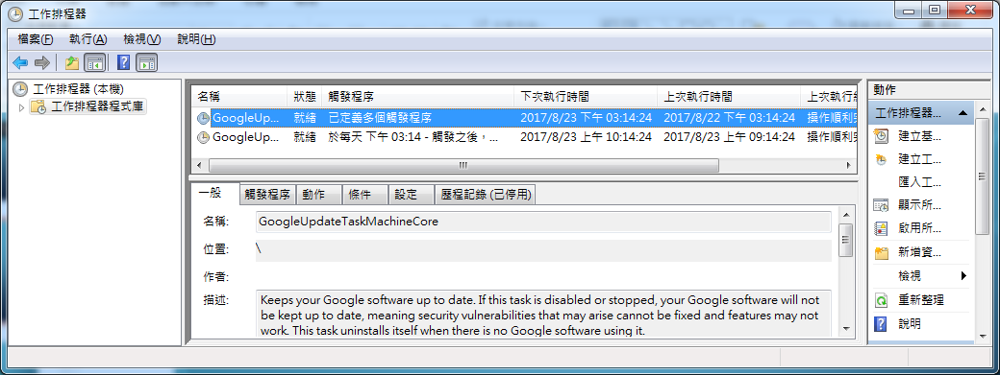 工作排程器
檔案(F) 執行(A) 檢視(V) 說明(H)
工作排程器 (本機)
工作排程器程式庫
名稱 狀態 觸發程序 下次執行時間 上次執行時間 上次執行結
GoogleUp... 就緒 已定義多個觸發程序 2017/8/23 下午 03:14:24 2017/8/22 下午 03:14:24 操作順利完
GoogleUp... 就緒 於每天 下午 03:14 - 觸發之後，... 2017/8/23 上午 10:14:24 2017/8/23 上午 09:14:24 操作順利完
一般 觸發程序 動作 條件 設定 歷程記錄 (已停用)
名稱: GoogleUpdateTaskMachineCore
位置: \
作者:
描述: Keeps your Google software up to date. If this task is disabled or stopped, your Google software will not
be kept up to date, meaning security vulnerabilities that may arise cannot be fixed and features may not
work. This task uninstalls itself when there is no Google software using it.
動作
工作排程器...
建立基...
建立工...
匯入工...
顯示所...
啟用所...
新增資...
檢視
重新整理
說明